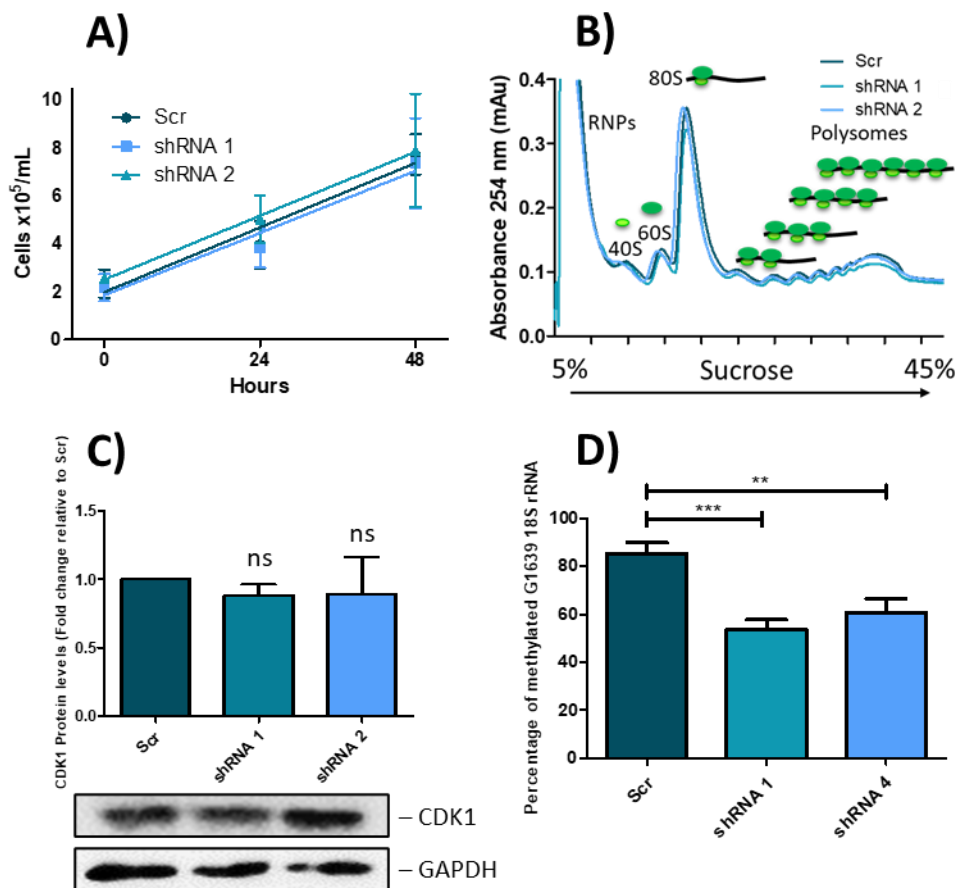 A)
Cells x10⁵/mL
10
8
6
4
2
0
Scr
shRNA 1
shRNA 2
0
24
48
Hours
B)
Absorbance 254 nm (mAu)
0.4
0.3
0.2
0.1
0.0
RNPs
40S
60S
80S
Scr
shRNA 1
shRNA 2
Polysomes
5%
Sucrose
45%
C)
CDK1 Protein levels (Fold change relative to Scr)
1.5
1.0
0.5
0.0
ns
ns
Scr
shRNA 1
shRNA 2
– CDK1
– GAPDH
D)
Percentage of methylated G1639 18S rRNA
100
80
60
40
20
0
**
***
Scr
shRNA 1
shRNA 4